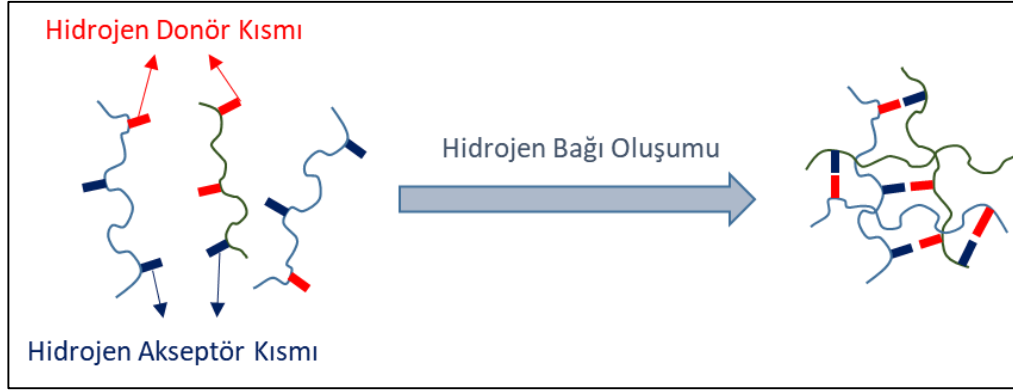 Hidrojen Donör Kısmı
Hidrojen Bağı Oluşumu
Hidrojen Akseptör Kısmı